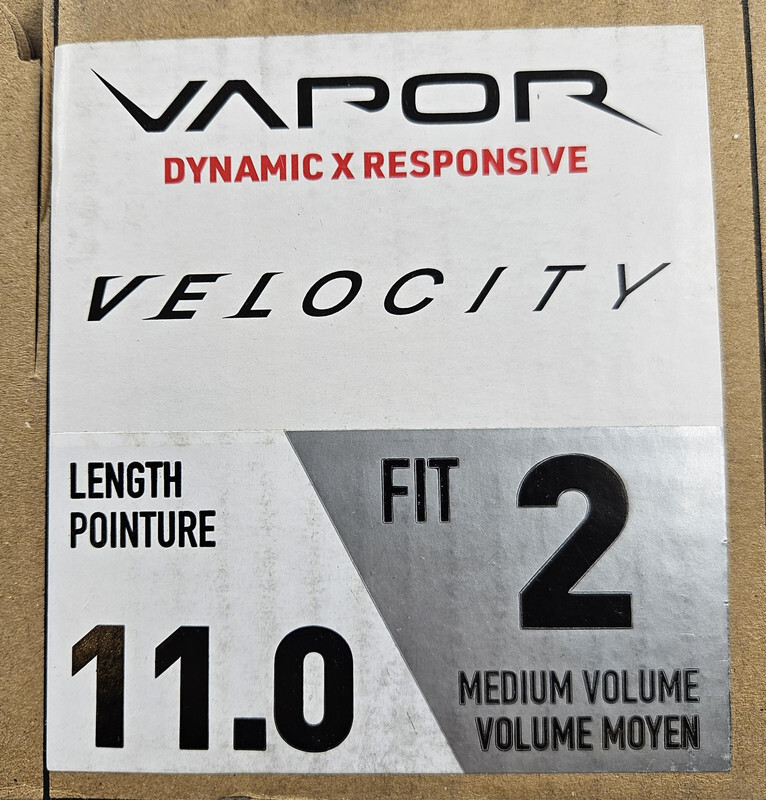 VAPOR
DYNAMIC X RESPONSIVE
VELOCITY
LENGTH
POINTURE
11.0
FIT 2
MEDIUM VOLUME
VOLUME MOYEN